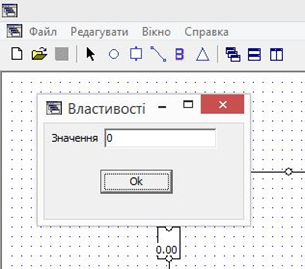 Файл Редагувати Вікно Справка
B
Властивості
Значення 0
Ok
0.00